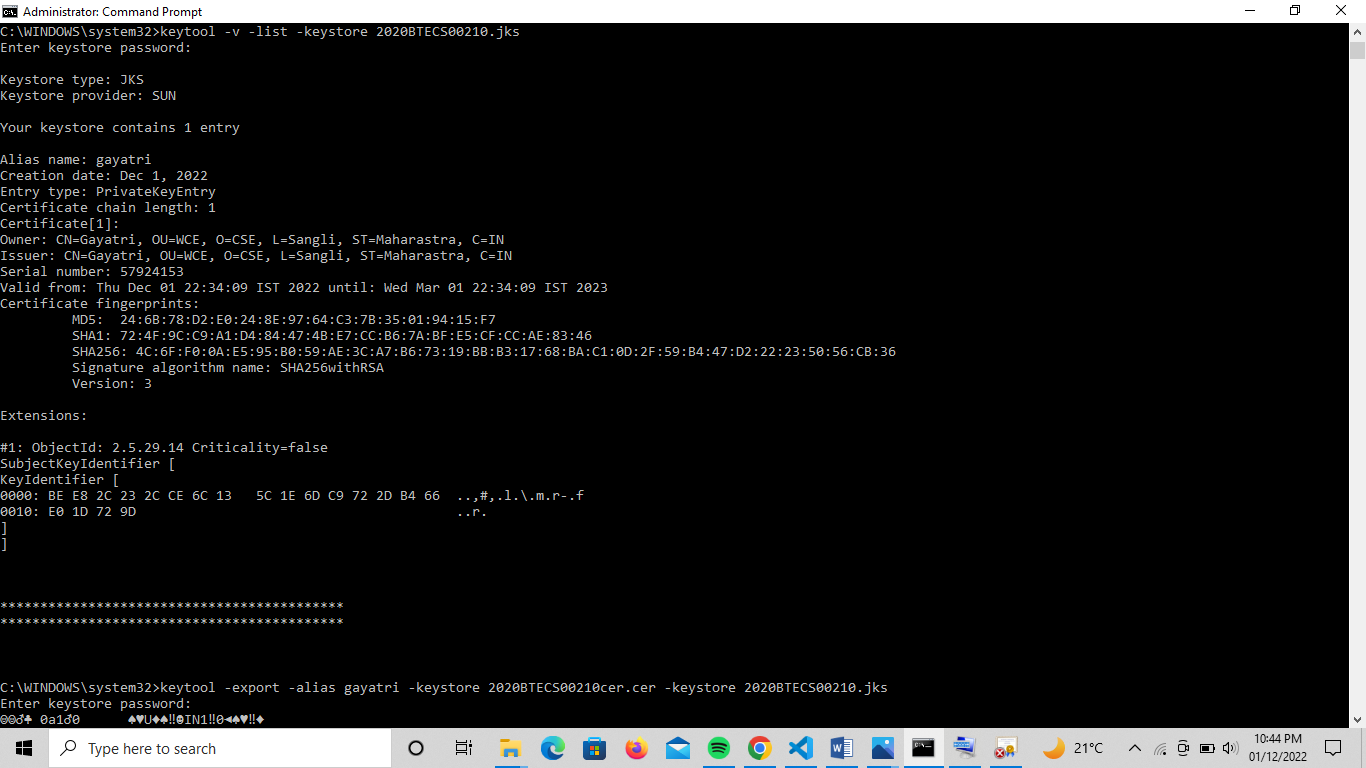 Administrator: Command Prompt
C:\WINDOWS\system32>keytool -v -list -keystore 2020BTECS00210.jks
Enter keystore password:
Keystore type: JKS
Keystore provider: SUN
Your keystore contains 1 entry
Alias name: gayatri
Creation date: Dec 1, 2022
Entry type: PrivateKeyEntry
Certificate chain length: 1
Certificate[1]:
Owner: CN=Gayatri, OU=WCE, O=CSE, L=Sangli, ST=Maharastra, C=IN
Issuer: CN=Gayatri, OU=WCE, O=CSE, L=Sangli, ST=Maharastra, C=IN
Serial number: 57924153
Valid from: Thu Dec 01 22:34:09 IST 2022 until: Wed Mar 01 22:34:09 IST 2023
Certificate fingerprints:
MD5:  24:6B:78:D2:E0:24:8E:97:64:C3:7B:35:01:94:15:F7
SHA1: 72:4F:9C:C9:A1:D4:84:47:4B:E7:CC:B6:7A:BF:E5:CF:CC:AE:83:46
SHA256: 4C:6F:F0:0A:E5:95:B0:59:AE:3C:A7:B6:73:19:BB:B3:17:68:BA:C1:0D:2F:59:B4:47:D2:22:23:50:56:CB:36
Signature algorithm name: SHA256withRSA
Version: 3
Extensions:
#1: ObjectId: 2.5.29.14 Criticality=false
SubjectKeyIdentifier [
KeyIdentifier [
0000: BE E8 2C 23 2C CE 6C 13   5C 1E 6D C9 72 2D B4 66  ..,#,.l.\.m.r-.f
0010: E0 1D 72 9D                                        ..r.
]
]
*******************************************
*******************************************
C:\WINDOWS\system32>keytool -export -alias gayatri -keystore 2020BTECS00210cer.cer -keystore 2020BTECS00210.jks
Enter keystore password:
0a1♂0      ♠♥U♦♠‼☻IN1‼0◄♠♥‼♦
Type here to search
21°C
10:44 PM
01/12/2022